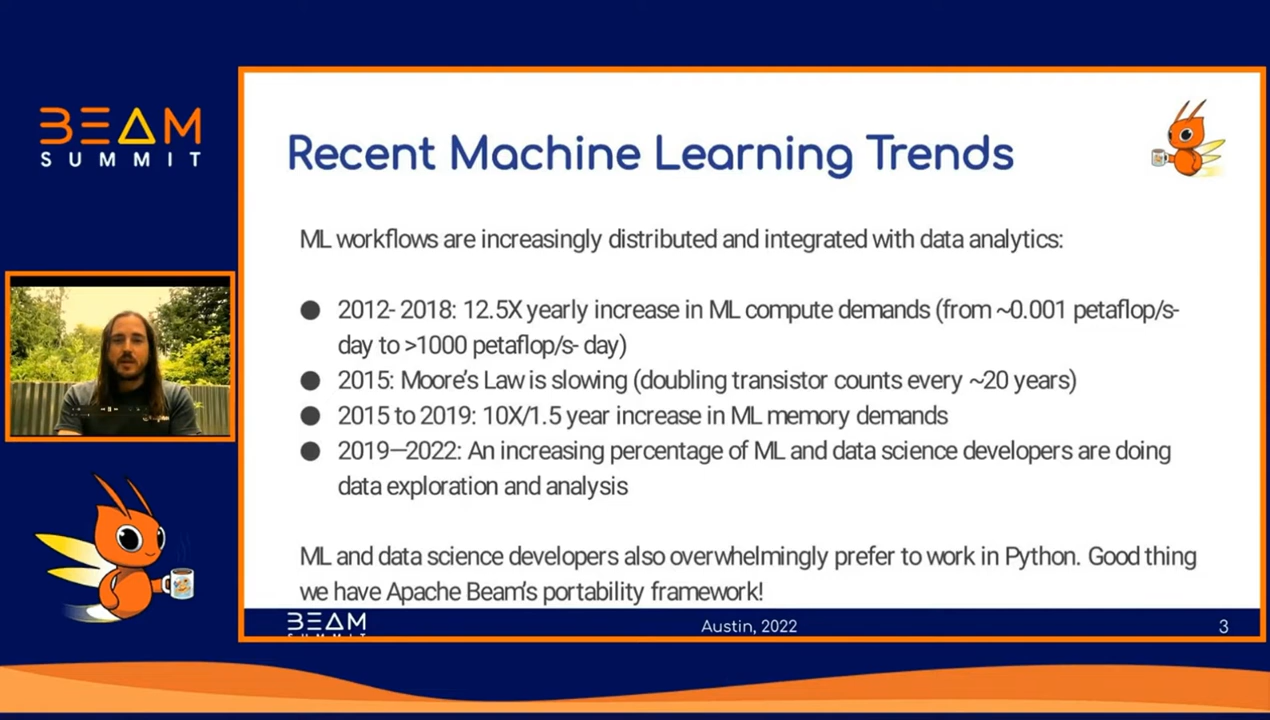 BEAM
SUMMIT
Recent Machine Learning Trends
ML workflows are increasingly distributed and integrated with data analytics:
● 2012- 2018: 12.5X yearly increase in ML compute demands (from ~0.001 petaflop/s-
day to >1000 petaflop/s- day)
● 2015: Moore's Law is slowing (doubling transistor counts every ~20 years)
● 2015 to 2019: 10X/1.5 year increase in ML memory demands
● 2019—2022: An increasing percentage of ML and data science developers are doing
data exploration and analysis
ML and data science developers also overwhelmingly prefer to work in Python. Good thing
we have Apache Beam's portability framework!
BEAM
SUMMIT
Austin, 2022
3